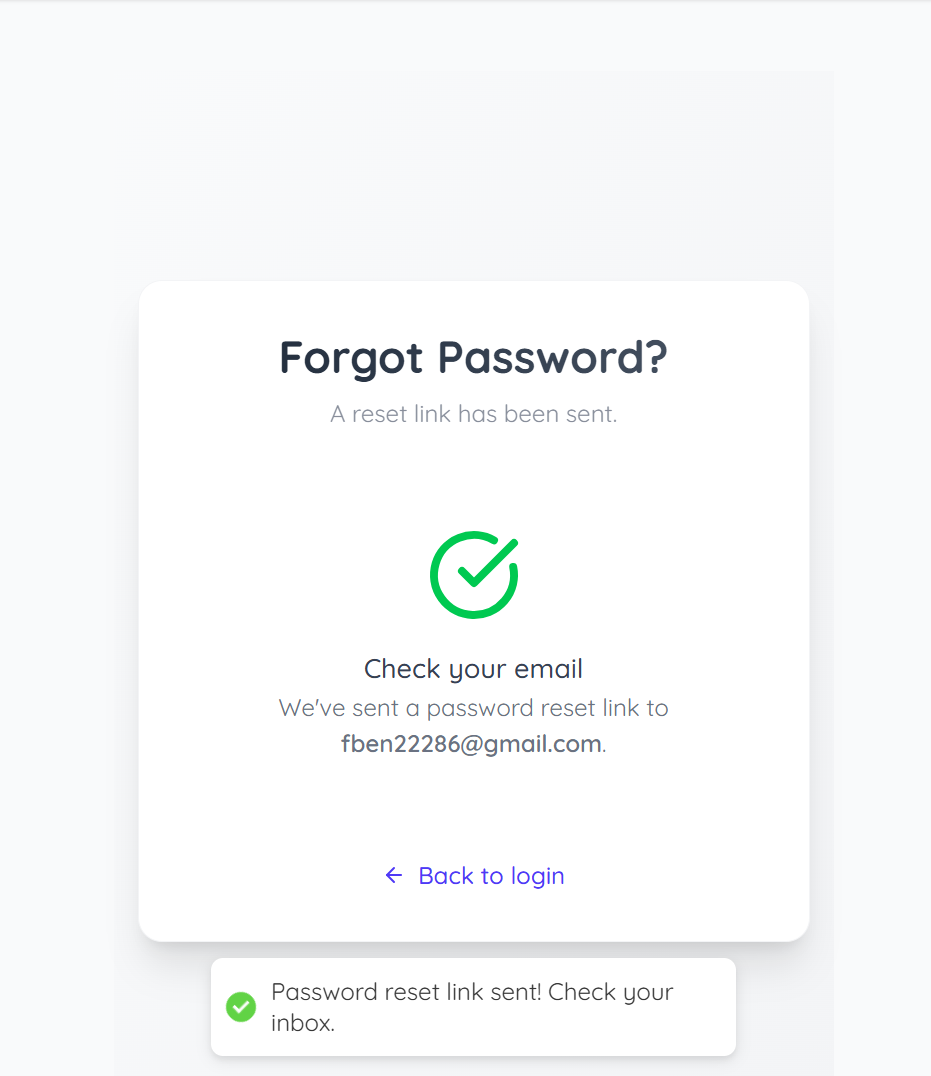 Forgot Password?
A reset link has been sent.
Check your email
We've sent a password reset link to
fben22286@gmail.com.
← Back to login
Password reset link sent! Check your
inbox.